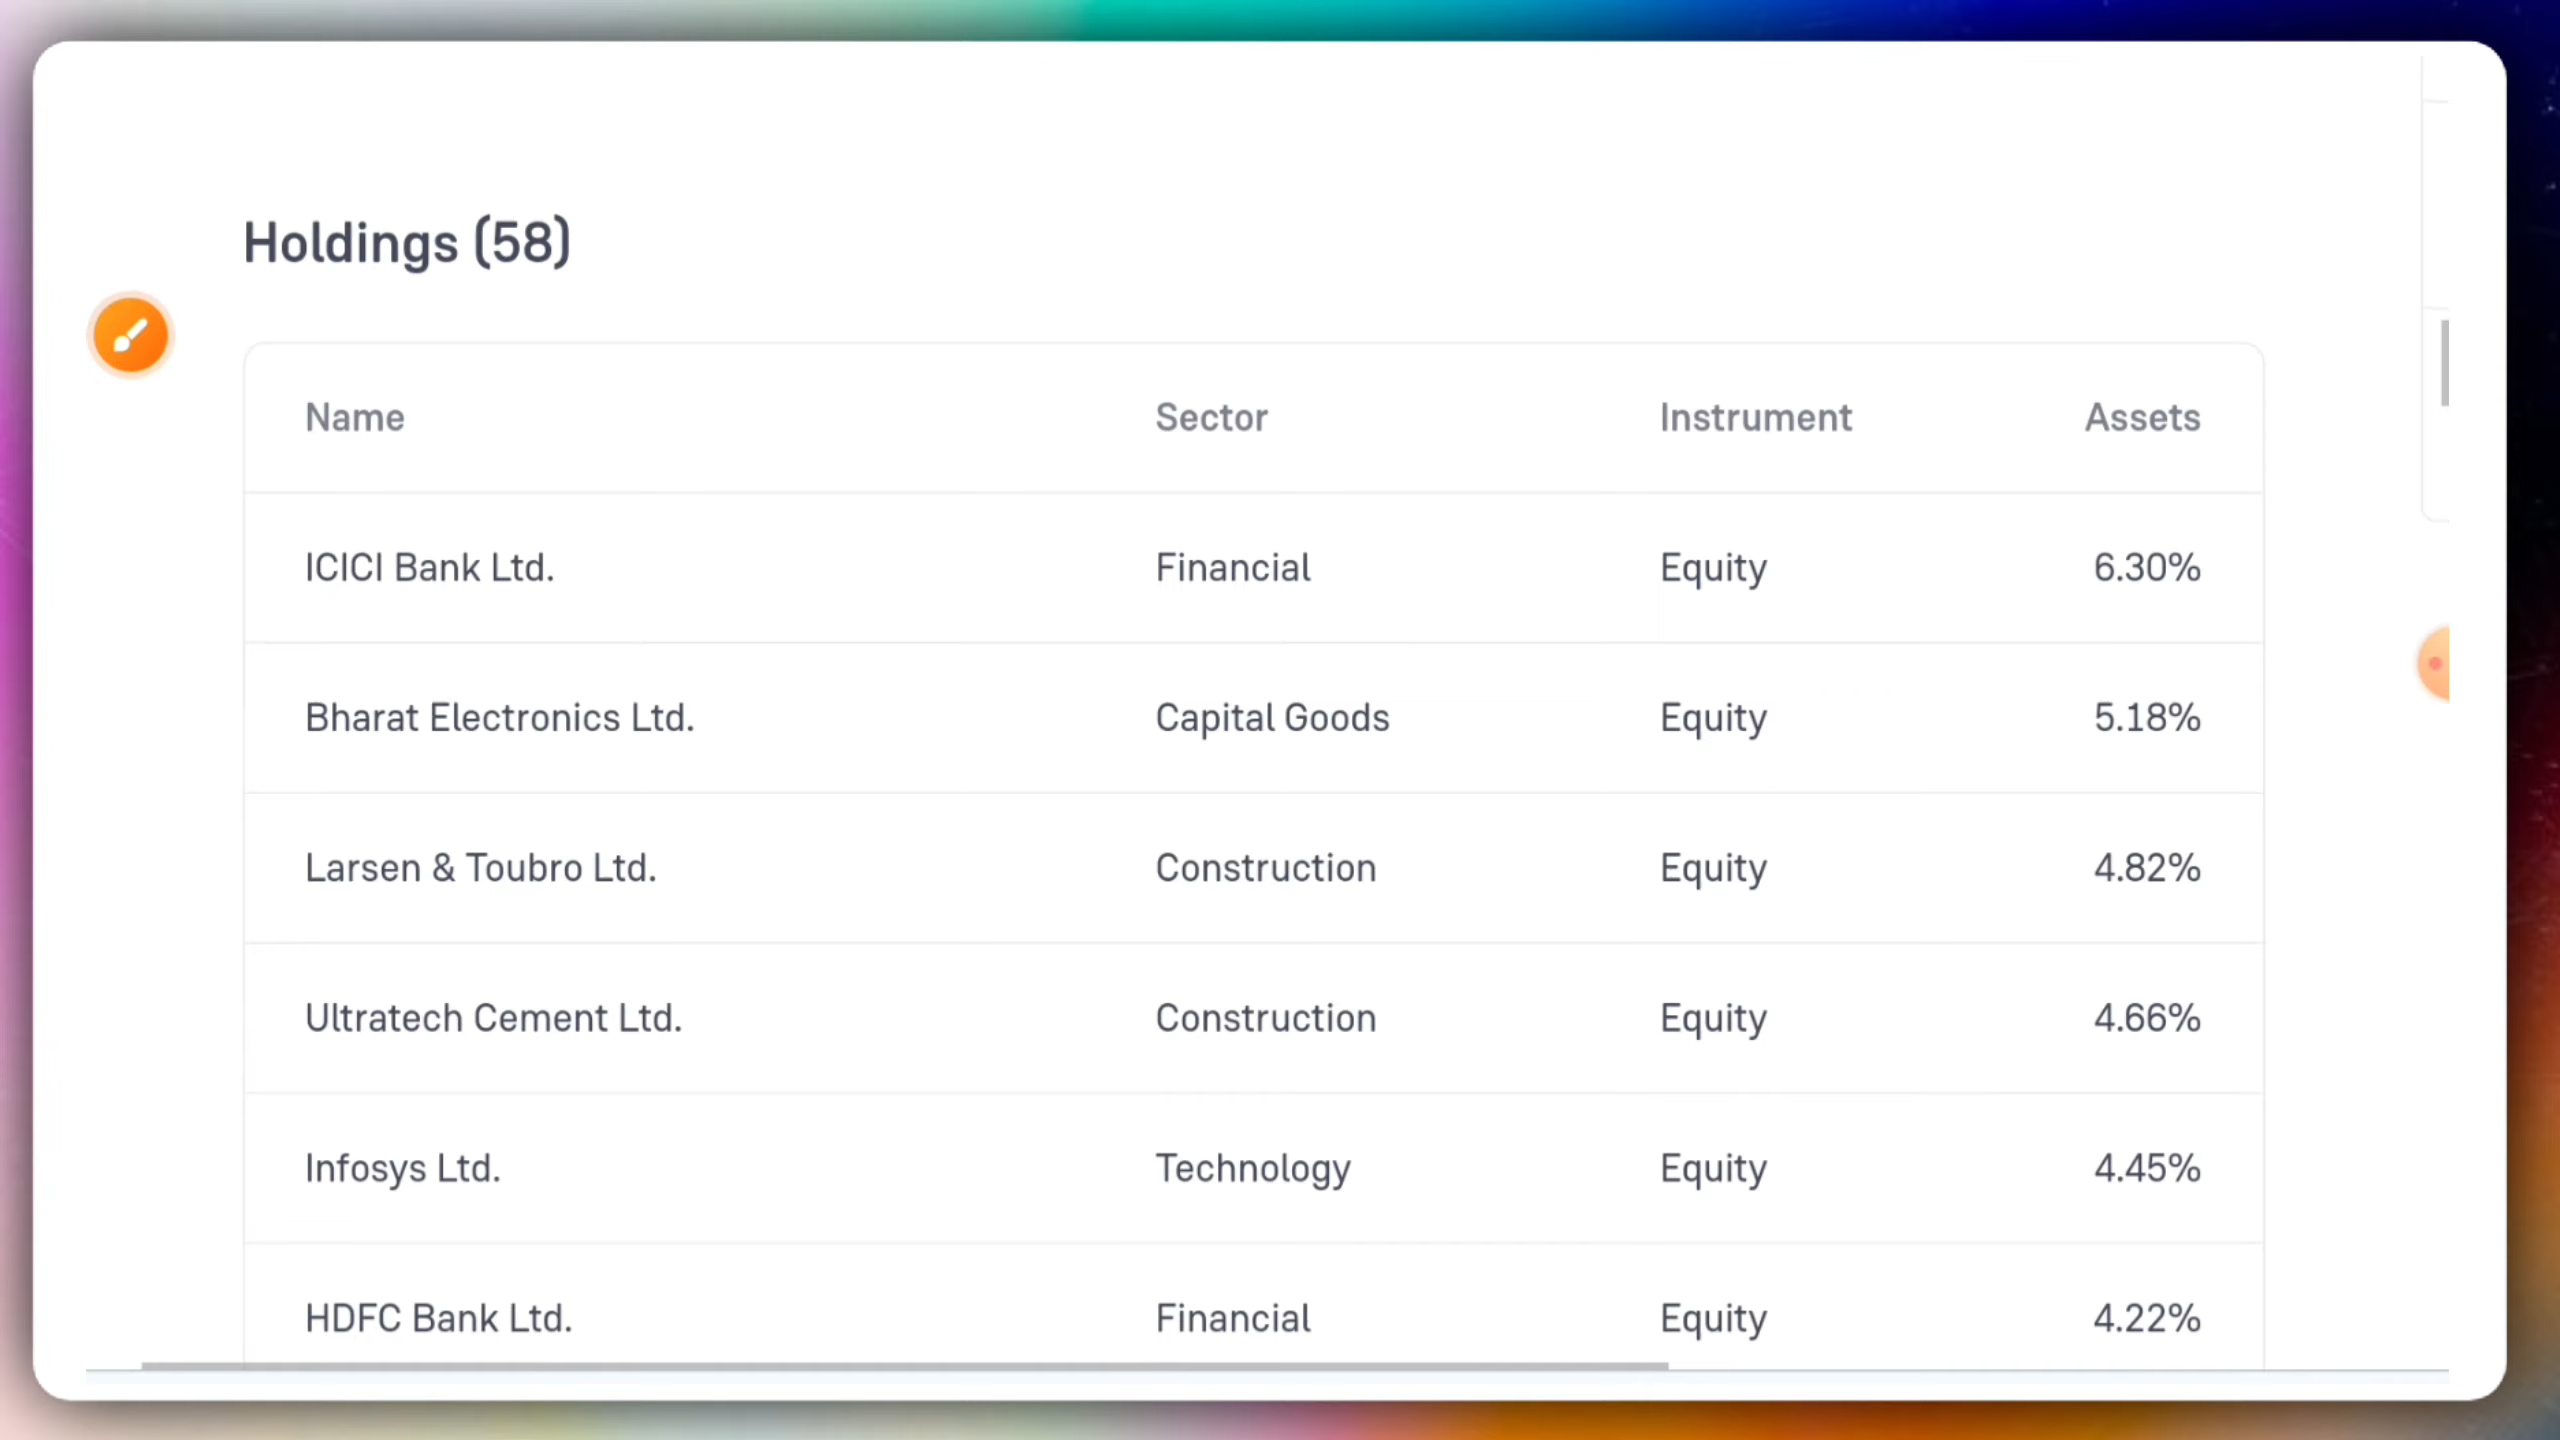 Holdings (58)
Name Sector Instrument Assets
ICICI Bank Ltd. Financial Equity 6.30%
Bharat Electronics Ltd. Capital Goods Equity 5.18%
Larsen & Toubro Ltd. Construction Equity 4.82%
Ultratech Cement Ltd. Construction Equity 4.66%
Infosys Ltd. Technology Equity 4.45%
HDFC Bank Ltd. Financial Equity 4.22%